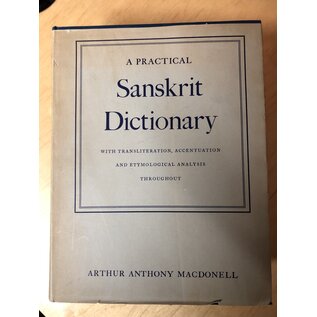 A PRACTICAL
Sanskrit
Dictionary
WITH TRANSLITERATION, ACCENTUATION
AND ETYMOLOGICAL ANALYSIS
THROUGHOUT
ARTHUR ANTHONY MACDONELL